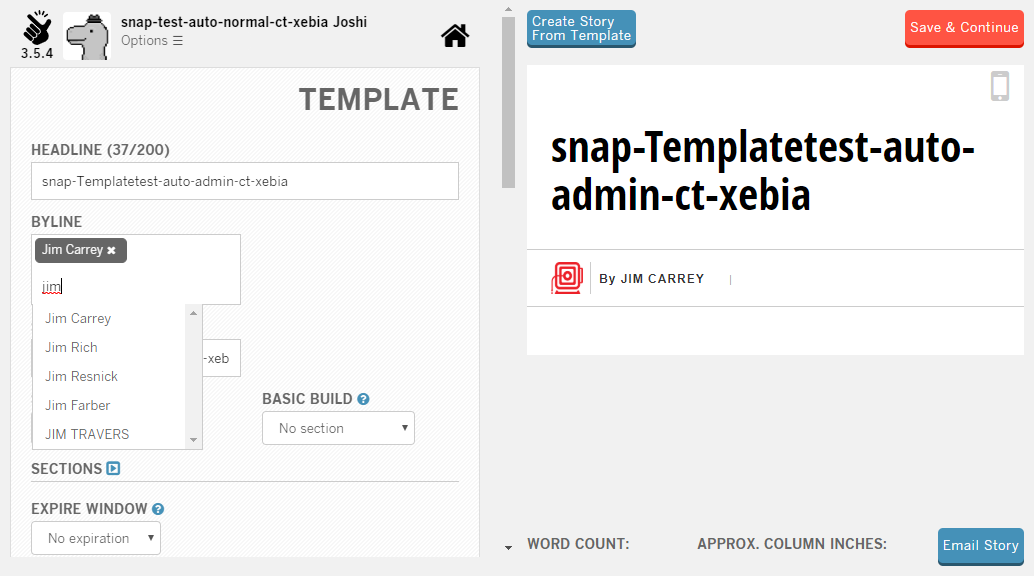 snap-test-auto-normal-ct-xebia Joshi
Options ☰
3.5.4
TEMPLATE
HEADLINE (37/200)
snap-Templatetest-auto-admin-ct-xebia
BYLINE
Jim Carrey ✖
jim
Jim Carrey
Jim Rich
Jim Resnick
Jim Farber
JIM TRAVERS
-xeb
BASIC BUILD ?
No section
SECTIONS
EXPIRE WINDOW ?
No expiration
Create Story
From Template
Save & Continue
snap-Templatetest-auto-
admin-ct-xebia
By JIM CARREY |
WORD COUNT:
APPROX. COLUMN INCHES:
Email Story